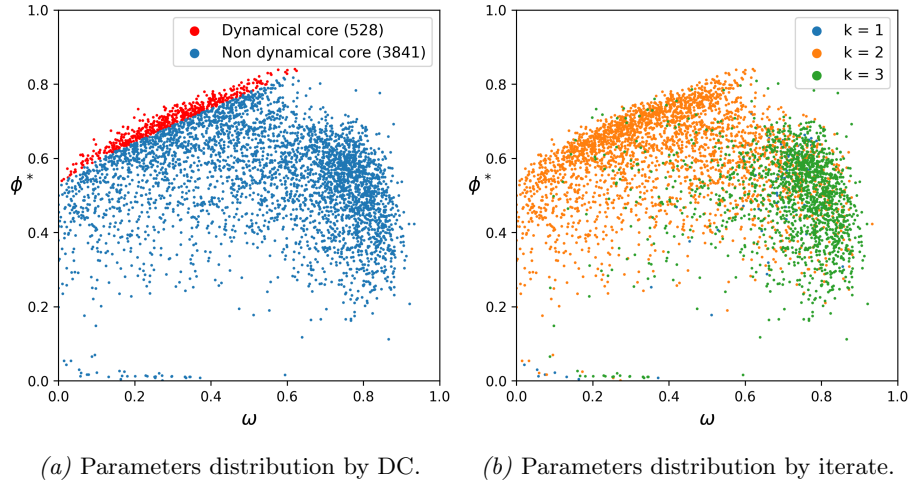 Dynamical core (528)
Non dynamical core (3841)
1.0
0.8
0.6
0.4
0.2
0.0
ϕ*
0.0 0.2 0.4 0.6 0.8 1.0
ω
(a) Parameters distribution by DC.
k = 1
k = 2
k = 3
1.0
0.8
0.6
0.4
0.2
0.0
ϕ*
0.0 0.2 0.4 0.6 0.8 1.0
ω
(b) Parameters distribution by iterate.